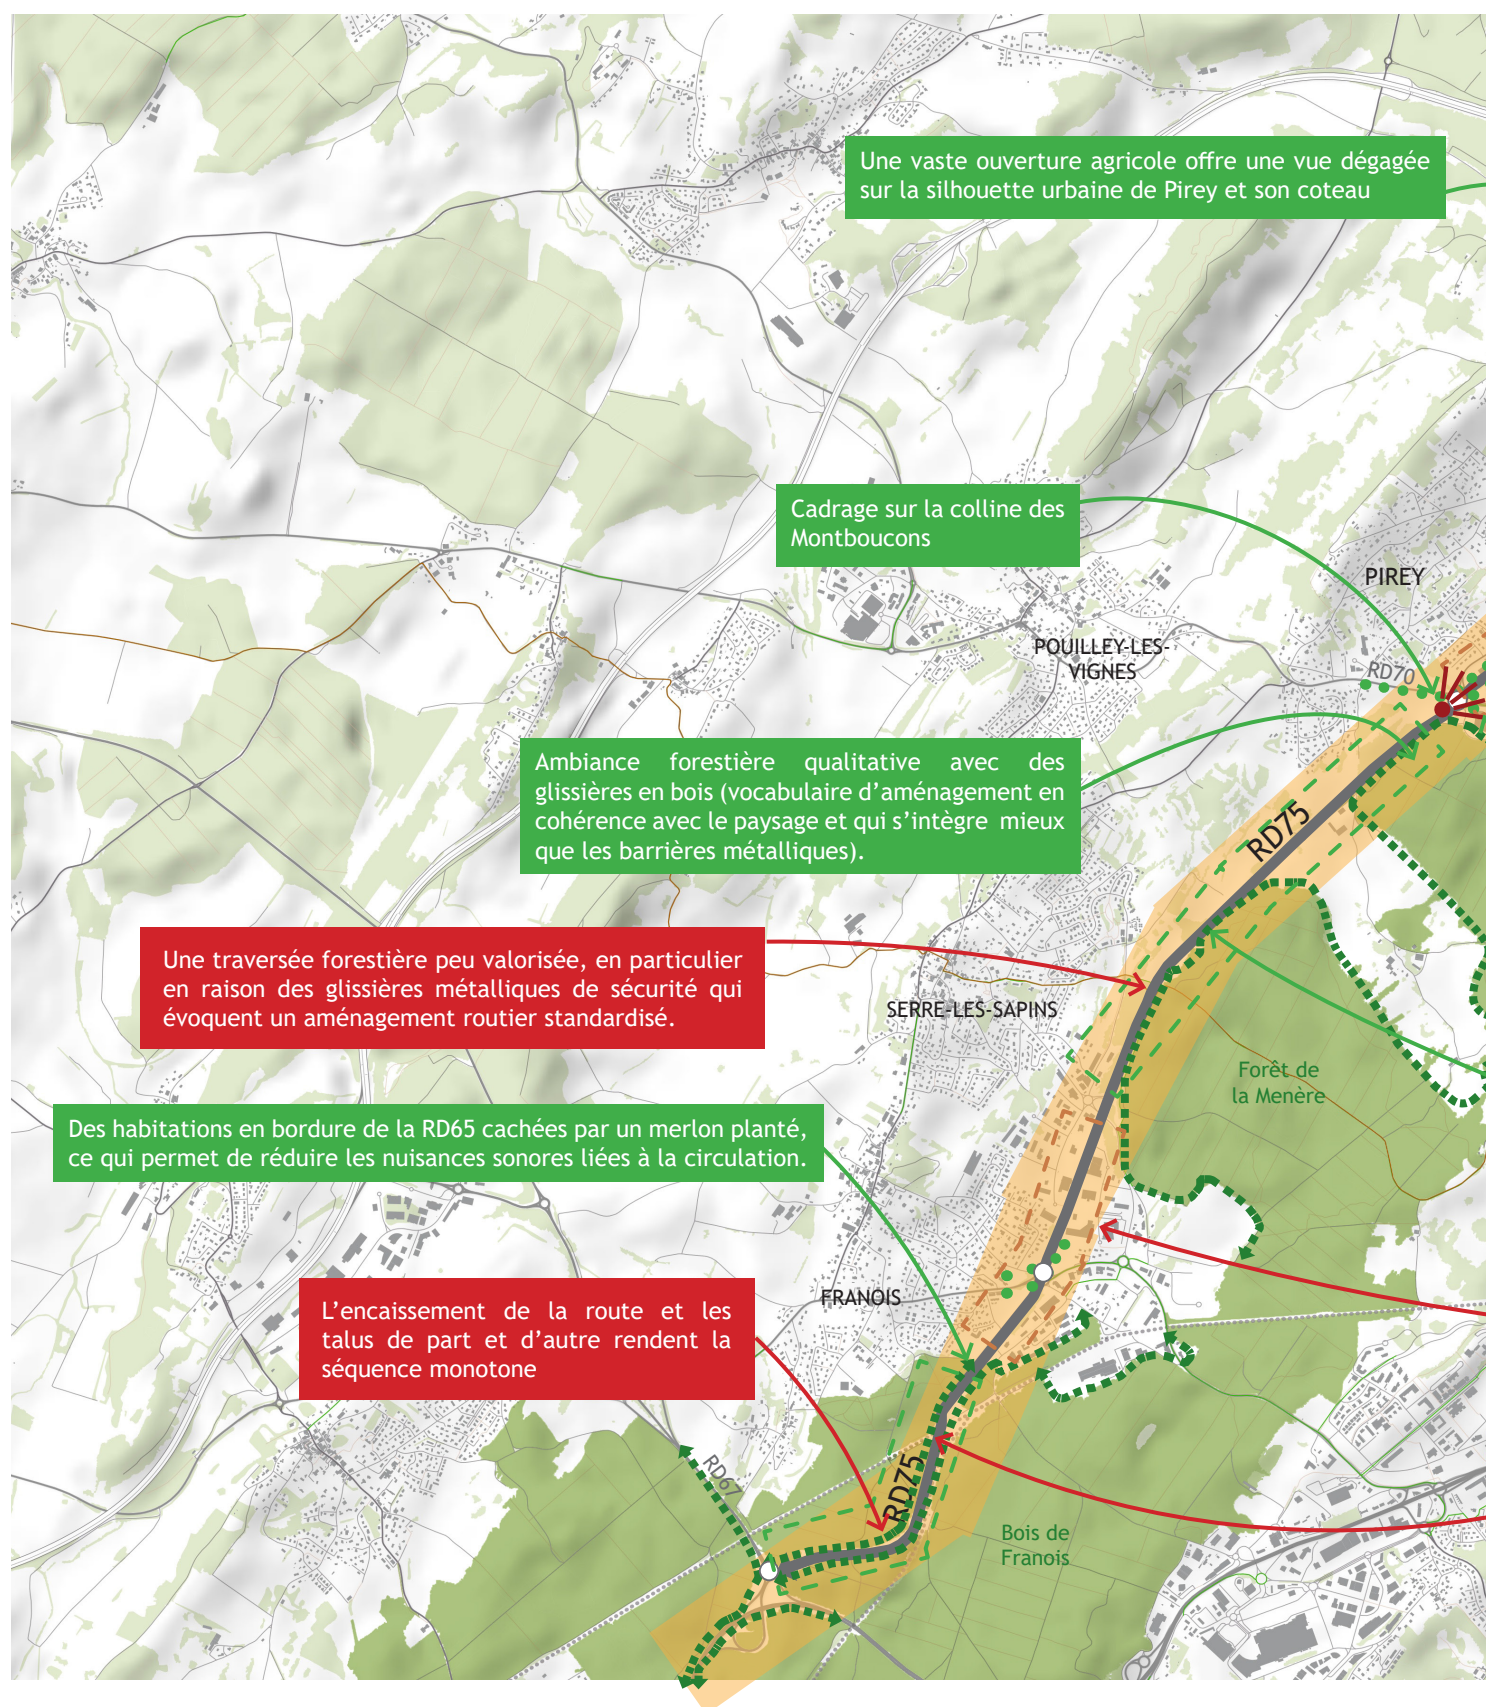 Une vaste ouverture agricole offre une vue dégagée
sur la silhouette urbaine de Pirey et son coteau
Cadrage sur la colline des
Montboucons
PIREY
POUILLEY-LES-
VIGNES
RD70
Ambiance forestière qualitative avec des
glissières en bois (vocabulaire d'aménagement en
cohérence avec le paysage et qui s'intègre mieux
que les barrières métalliques).
RD75
Une traversée forestière peu valorisée, en particulier
en raison des glissières métalliques de sécurité qui
évoquent un aménagement routier standardisé.
SERRE-LES-SAPINS
Forêt de
la Menère
Des habitations en bordure de la RD65 cachées par un merlon planté,
ce qui permet de réduire les nuisances sonores liées à la circulation.
FRANOIS
L'encaissement de la route et les
talus de part et d'autre rendent la
séquence monotone
RD67
RD75
Bois de
Franois